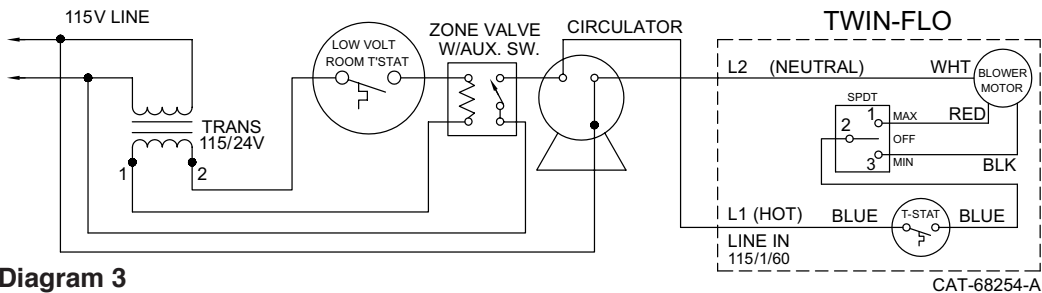 115V LINE
LOW VOLT
ROOM T'STAT
ZONE VALVE
W/AUX. SW.
CIRCULATOR
TWIN-FLO
TRANS
115/24V
1
2
L2 (NEUTRAL)
WHT
BLOWER
MOTOR
SPDT
1
MAX
RED
2
OFF
3
MIN
BLK
L1 (HOT)
BLUE
T-STAT
BLUE
LINE IN
115/1/60
Diagram 3
CAT-68254-A